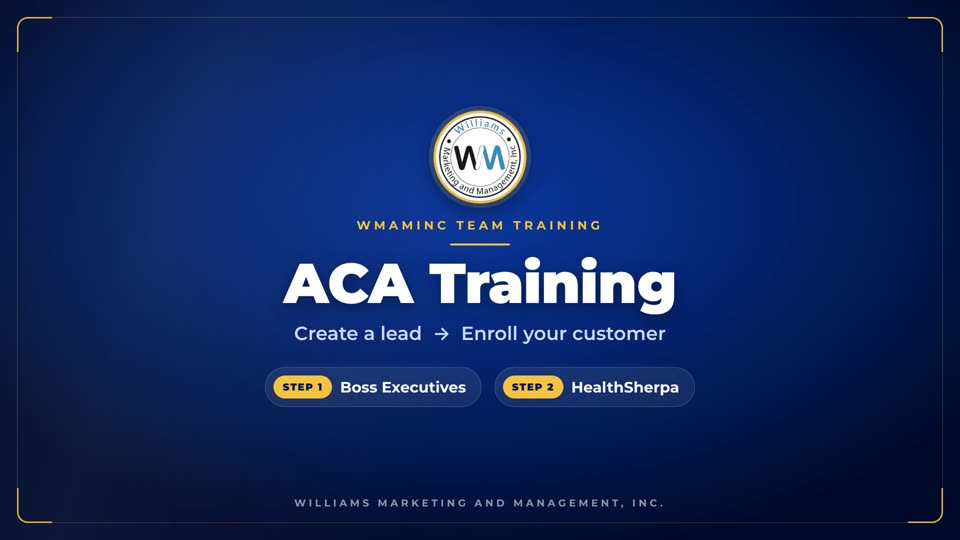 Williams
WM
Marketing and Management, Inc.
WMAMINC TEAM TRAINING
ACA Training
Create a lead → Enroll your customer
STEP 1 Boss Executives STEP 2 HealthSherpa
WILLIAMS MARKETING AND MANAGEMENT, INC.